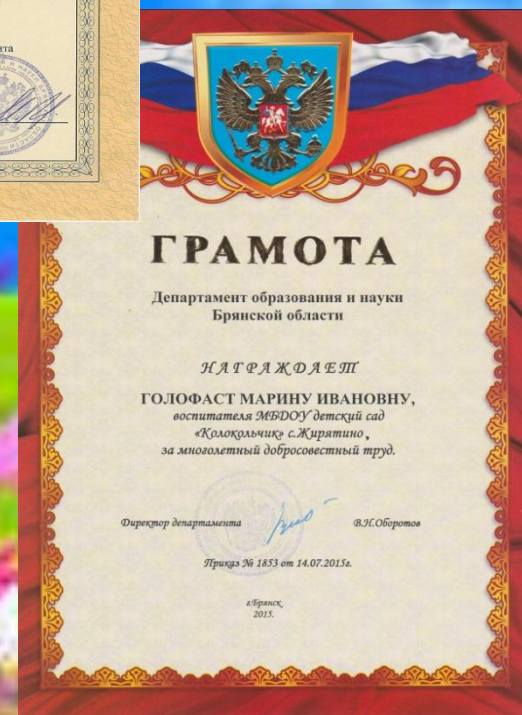 ГРАМОТА
Департамент образования и науки
Брянской области
НАГРАЖДАЕТ
ГОЛОФАСТ МАРИНУ ИВАНОВНУ,
воспитателя МБДОУ детский сад
«Колокольчик» с.Жирятино,
за многолетний добросовестный труд.
Директор департамента В.Н.Оборотов
Приказ № 1853 от 14.07.2015г.
г.Брянск
2015.